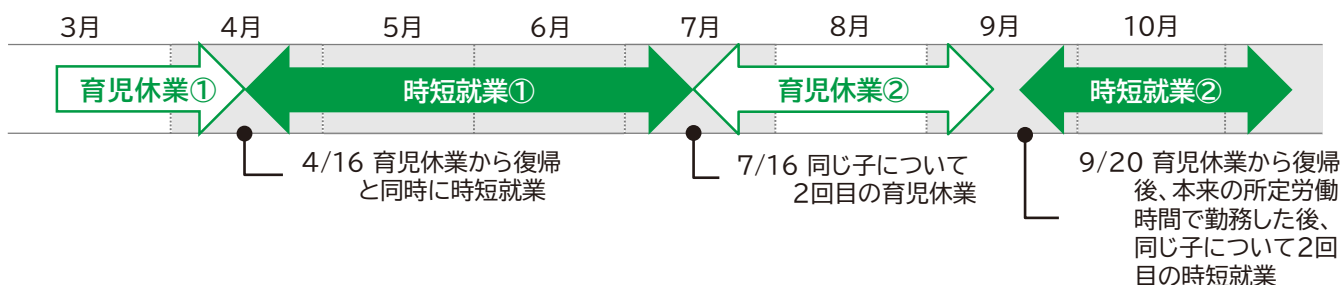 3月 4月 5月 6月 7月 8月 9月 10月
育児休業① 時短就業① 育児休業② 時短就業②
4/16 育児休業から復帰
と同時に時短就業
7/16 同じ子について
2回目の育児休業
9/20 育児休業から復帰
後、本来の所定労働
時間で勤務した後、
同じ子について2回
目の時短就業